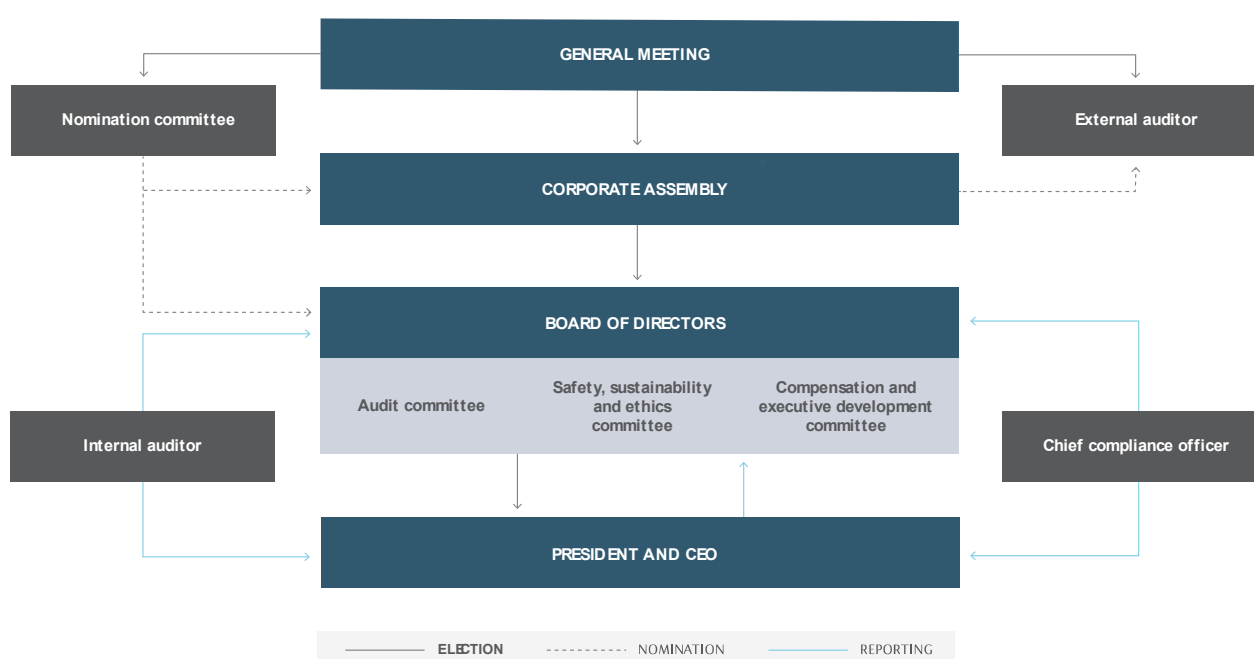 GENERAL MEETING
Nomination committee
External auditor
CORPORATE ASSEMBLY
BOARD OF DIRECTORS
Audit committee
Safety, sustainability
and ethics
committee
Compensation and
executive development
committee
Internal auditor
Chief compliance officer
PRESIDENT AND CEO
ELECTION
NOMINATION
REPORTING